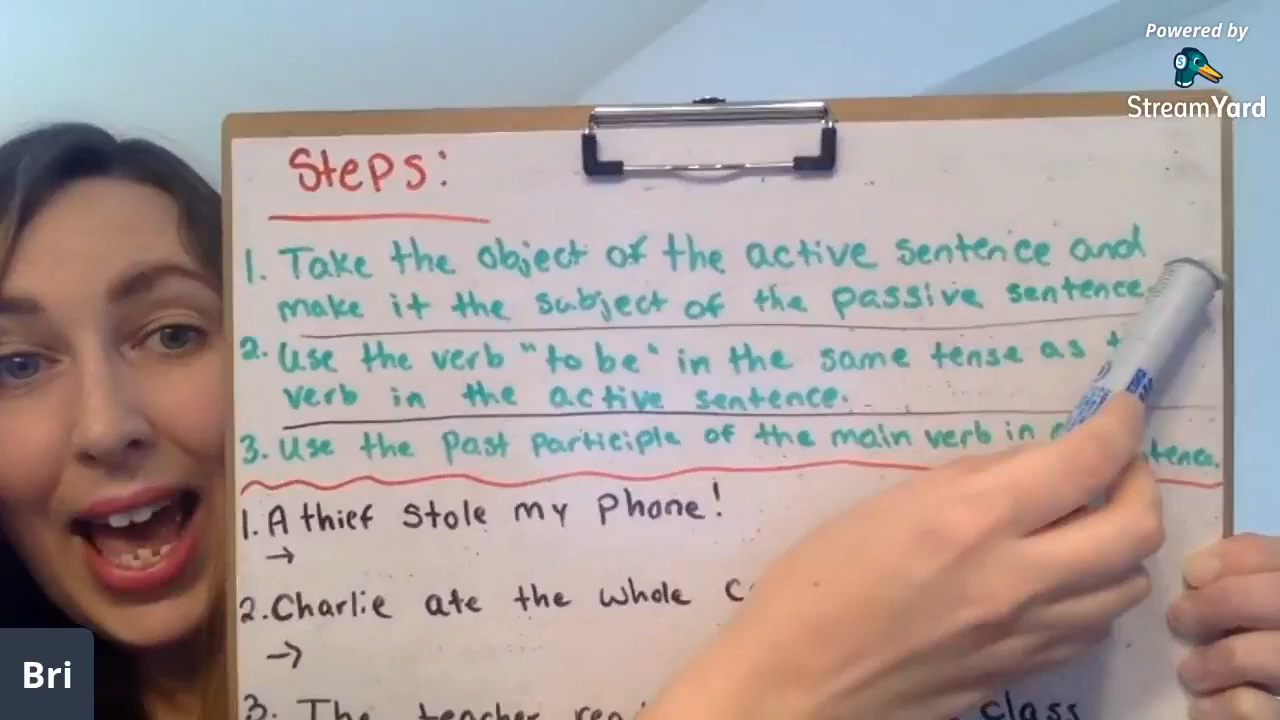 Powered by
StreamYard
Steps:
1. Take the object of the active sentence and
make it the subject of the passive sentence.
2. Use the verb "to be" in the same tense as
verb in the active sentence.
3. Use the past participle of the main verb in
1. A thief stole my phone!
→
2. Charlie ate the whole
→
3. The teacher class
Bri